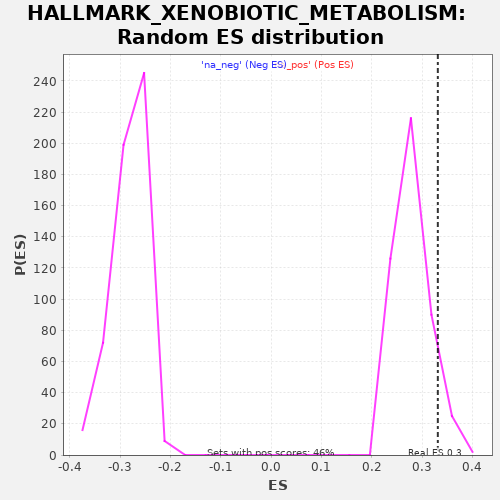 HALLMARK_XENOBIOTIC_METABOLISM:
Random ES distribution
'na_neg' (Neg ES)_pos' (Pos ES)
P(ES)
240
220
200
180
160
140
120
100
80
60
40
20
0
Sets with pos scores: 46%
Real ES 0.3
-0.4 -0.3 -0.2 -0.1 0.0 0.1 0.2 0.3 0.4
ES